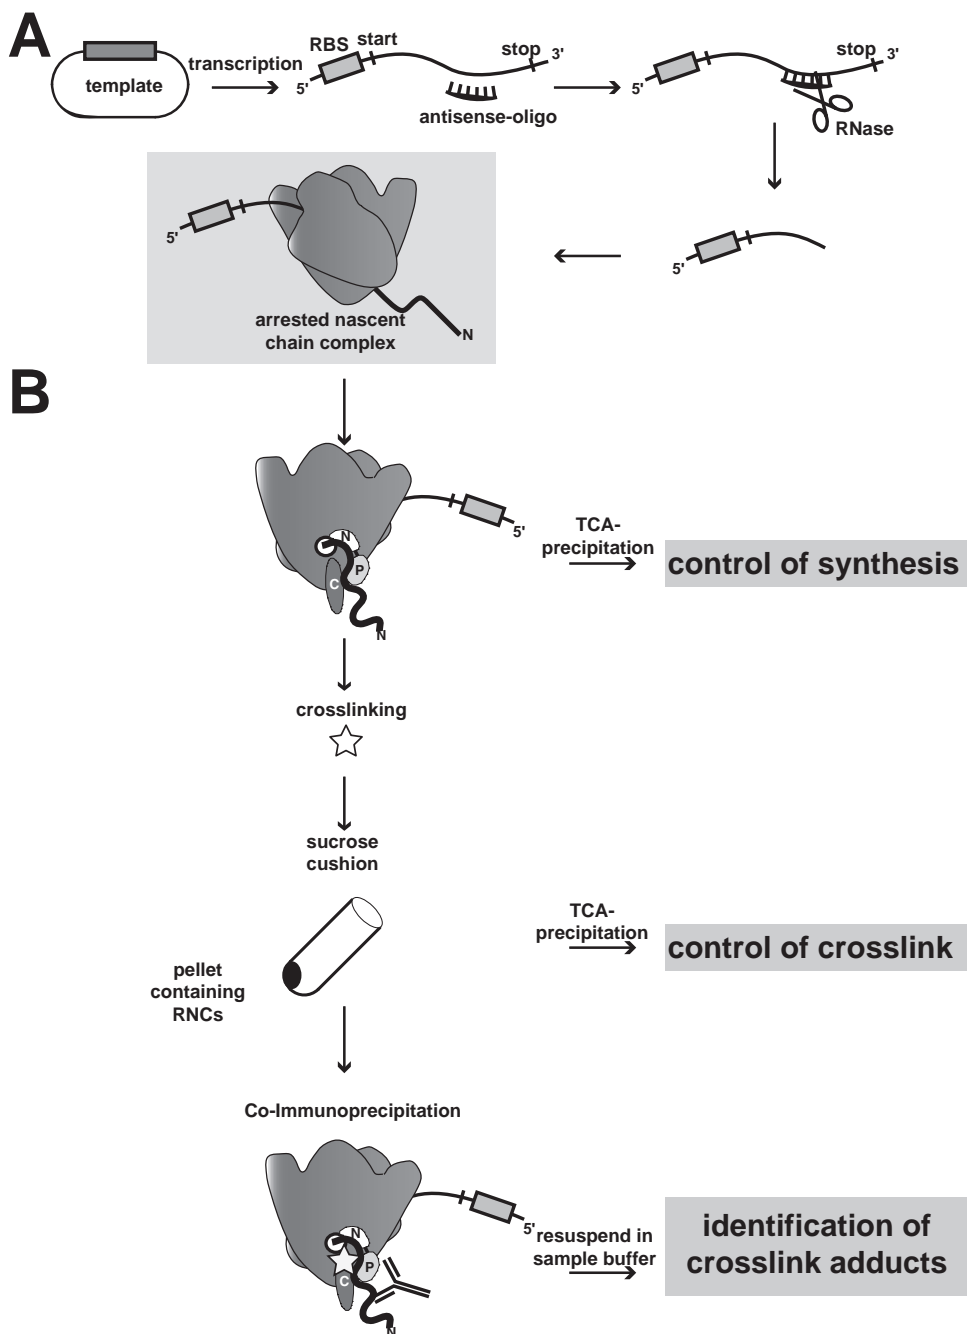 A
RBS
start
stop
3'
template
transcription
5'
antisense-oligo
stop
3'
5'
RNase
5'
5'
arrested nascent
chain complex
N
B
N
P
C
N
5'
TCA-
precipitation
control of synthesis
crosslinking
sucrose
cushion
pellet
containing
RNCs
TCA-
precipitation
control of crosslink
Co-Immunoprecipitation
N
P
C
N
5'
resuspend in
sample buffer
identification of
crosslink adducts